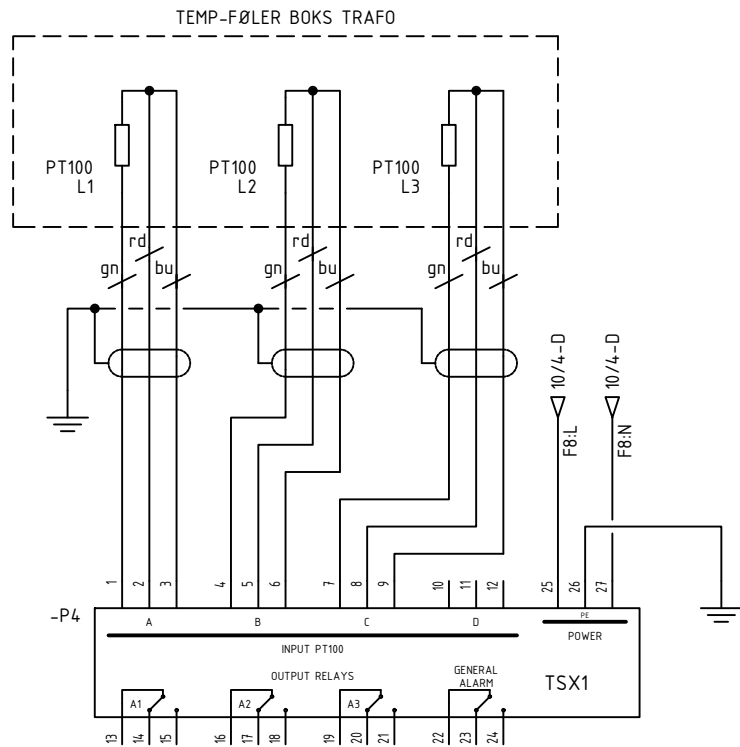 TEMP-FØLER BOKS TRAFO
PT100
L1
PT100
L2
PT100
L3
rd
rd
rd
gn
bu
gn
bu
gn
bu
10/4-D
10/4-D
F8:L
F8:N
1
2
3
4
5
6
7
8
9
10
11
12
25
26
27
-P4
A
B
C
D
PE
INPUT PT100
POWER
OUTPUT RELAYS
GENERAL
ALARM
TSX1
A1
A2
A3
13
14
15
16
17
18
19
20
21
22
23
24